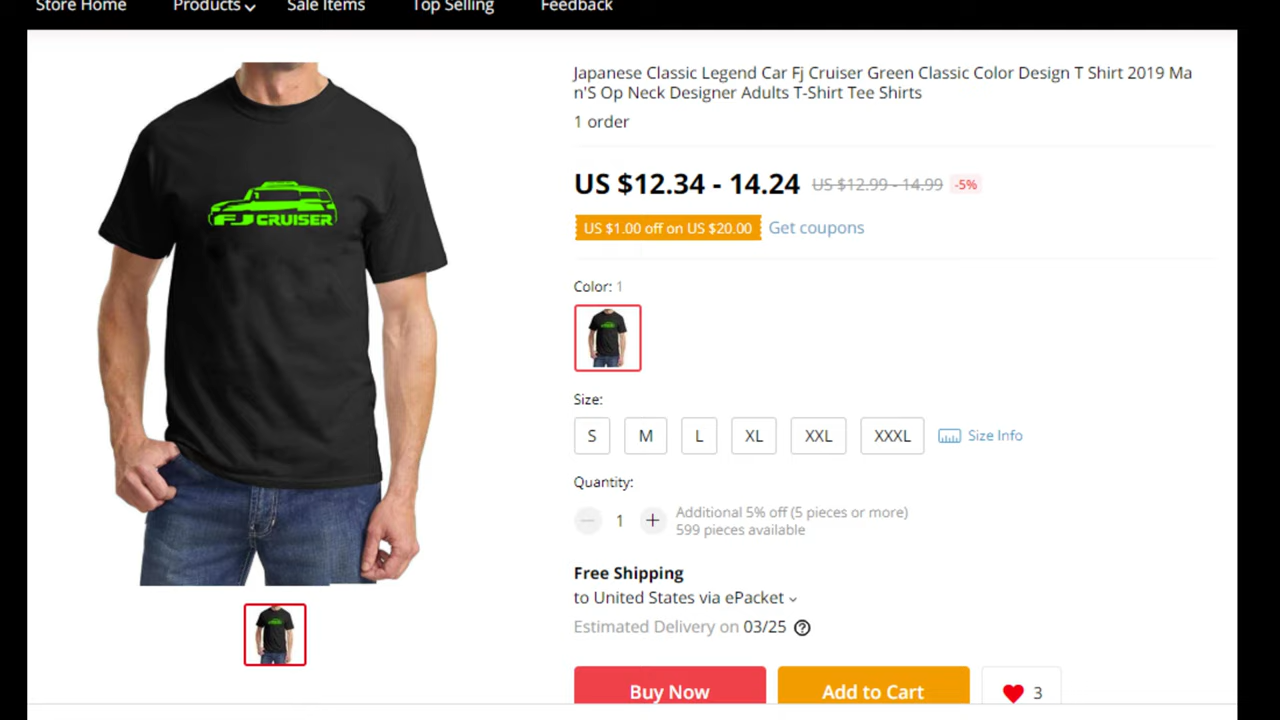 Store Home Products Sale Items Top Selling Feedback
Japanese Classic Legend Car Fj Cruiser Green Classic Color Design T Shirt 2019 Ma
n'S Op Neck Designer Adults T-Shirt Tee Shirts
1 order
US $12.34 - 14.24 US $12.99 - 14.99 -5%
US $1.00 off on US $20.00 Get coupons
FJ CRUISER
Color: 1
Size:
S M L XL XXL XXXL Size Info
Quantity:
1 Additional 5% off (5 pieces or more)
599 pieces available
Free Shipping
to United States via ePacket
Estimated Delivery on 03/25 ?
Buy Now Add to Cart 3